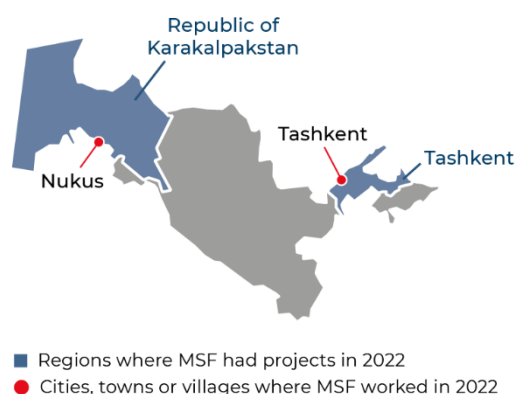 Republic of
Karakalpakstan
Tashkent
Tashkent
Nukus
Regions where MSF had projects in 2022
Cities, towns or villages where MSF worked in 2022